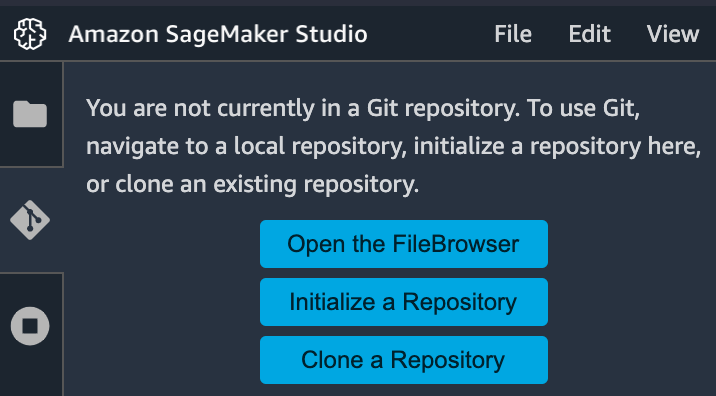 Amazon SageMaker Studio File Edit View
You are not currently in a Git repository. To use Git,
navigate to a local repository, initialize a repository here,
or clone an existing repository.
Open the FileBrowser
Initialize a Repository
Clone a Repository